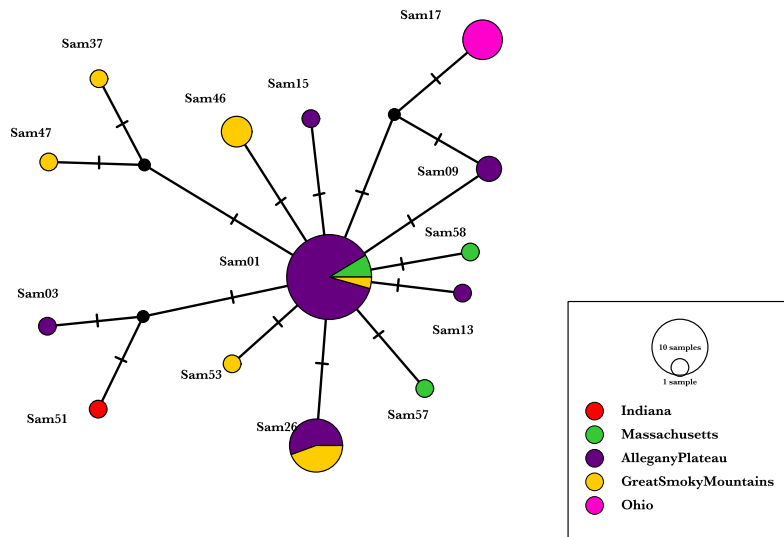 Sam17
Sam37
Sam15
Sam46
Sam47
Sam09
Sam58
Sam01
Sam03
Sam13
Sam53
Sam57
Sam51
Sam26
10 samples
1 sample
Indiana
Massachusetts
AlleganyPlateau
GreatSmokyMountains
Ohio